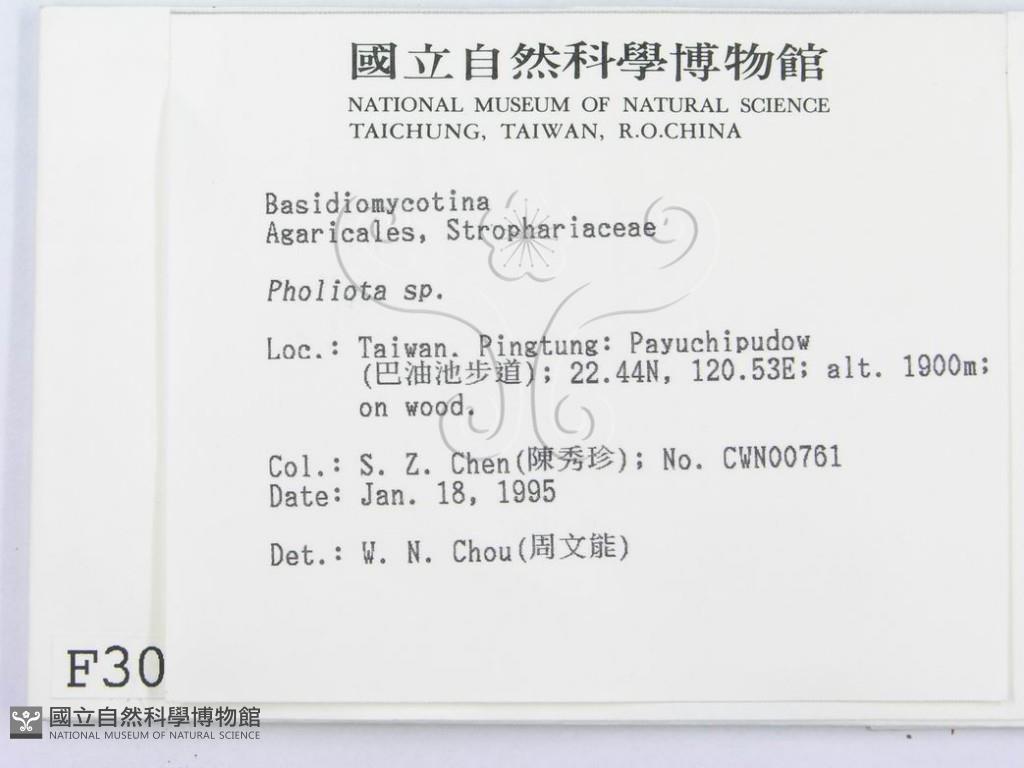 國立自然科學博物館
NATIONAL MUSEUM OF NATURAL SCIENCE
TAICHUNG, TAIWAN, R.O.CHINA
Basidiomycotina
Agaricales, Strophariaceae
Pholiota sp.
Loc.: Taiwan. Pingtung: Payuchipudow
(巴油池步道); 22.44N, 120.53E; alt. 1900m;
on wood.
Col.: S. Z. Chen(陳秀珍); No. CWN00761
Date: Jan. 18, 1995
Det.: W. N. Chou(周文能)
F30
國立自然科學博物館
NATIONAL MUSEUM OF NATURAL SCIENCE